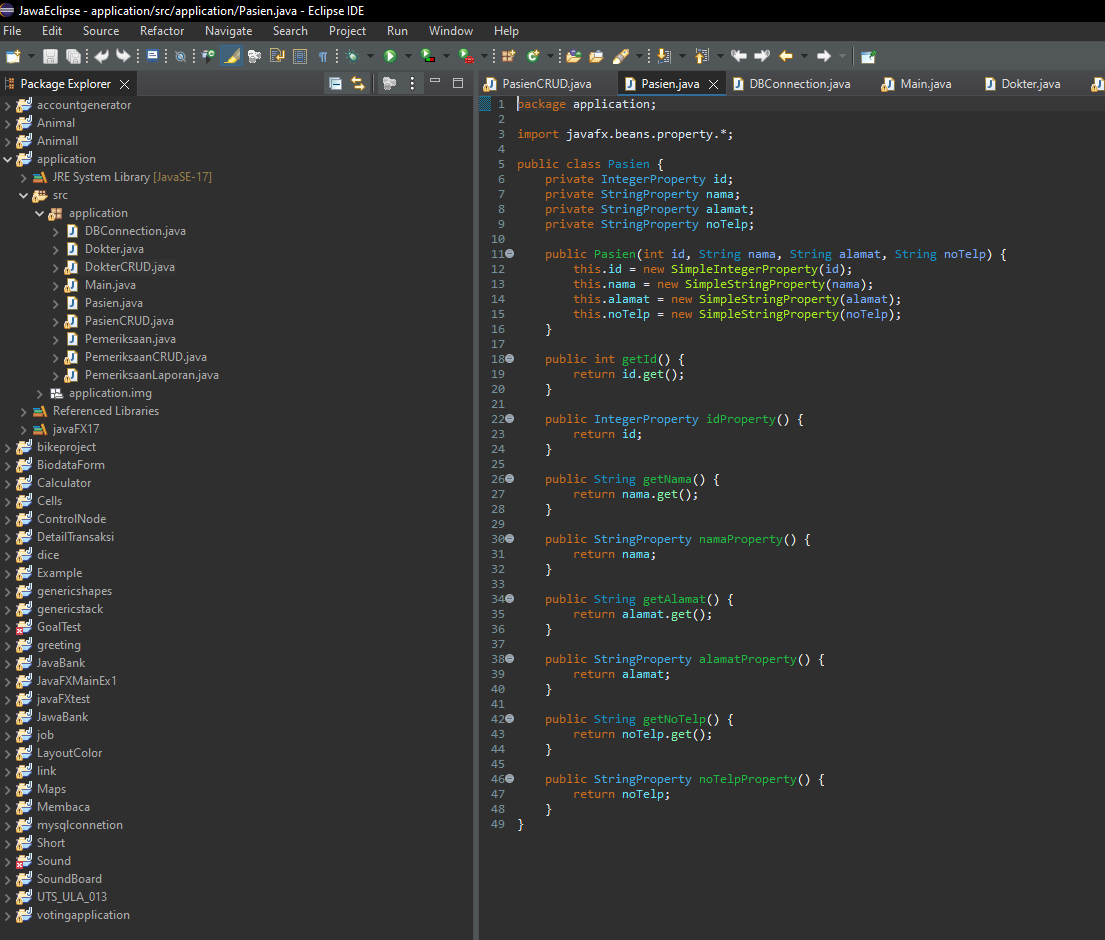 JawaEclipse - application/src/application/Pasien.java - Eclipse IDE
File Edit Source Refactor Navigate Search Project Run Window Help
Package Explorer
accountgenerator
Animal
Animall
application
JRE System Library [JavaSE-17]
src
application
DBConnection.java
Dokter.java
DokterCRUD.java
Main.java
Pasien.java
PasienCRUD.java
Pemeriksaan.java
PemeriksaanCRUD.java
PemeriksaanLaporan.java
application.img
Referenced Libraries
javaFX17
bikeproject
BiodataForm
Calculator
Cells
ControlNode
DetailTransaksi
dice
Example
genericshapes
genericstack
GoalTest
greeting
JavaBank
JavaFXMainEx1
javaFXtest
JawaBank
job
LayoutColor
link
Maps
Membaca
mysqlconnetion
Short
Sound
SoundBoard
UTS_ULA_013
votingapplication
PasienCRUD.java Pasien.java DBConnection.java Main.java Dokter.java
1 package application;
2
3 import javafx.beans.property.*;
4
5 public class Pasien {
6     private IntegerProperty id;
7     private StringProperty nama;
8     private StringProperty alamat;
9     private StringProperty noTelp;
10
11     public Pasien(int id, String nama, String alamat, String noTelp) {
12         this.id = new SimpleIntegerProperty(id);
13         this.nama = new SimpleStringProperty(nama);
14         this.alamat = new SimpleStringProperty(alamat);
15         this.noTelp = new SimpleStringProperty(noTelp);
16     }
17
18     public int getId() {
19         return id.get();
20     }
21
22     public IntegerProperty idProperty() {
23         return id;
24     }
25
26     public String getNama() {
27         return nama.get();
28     }
29
30     public StringProperty namaProperty() {
31         return nama;
32     }
33
34     public String getAlamat() {
35         return alamat.get();
36     }
37
38     public StringProperty alamatProperty() {
39         return alamat;
40     }
41
42     public String getNoTelp() {
43         return noTelp.get();
44     }
45
46     public StringProperty noTelpProperty() {
47         return noTelp;
48     }
49 }